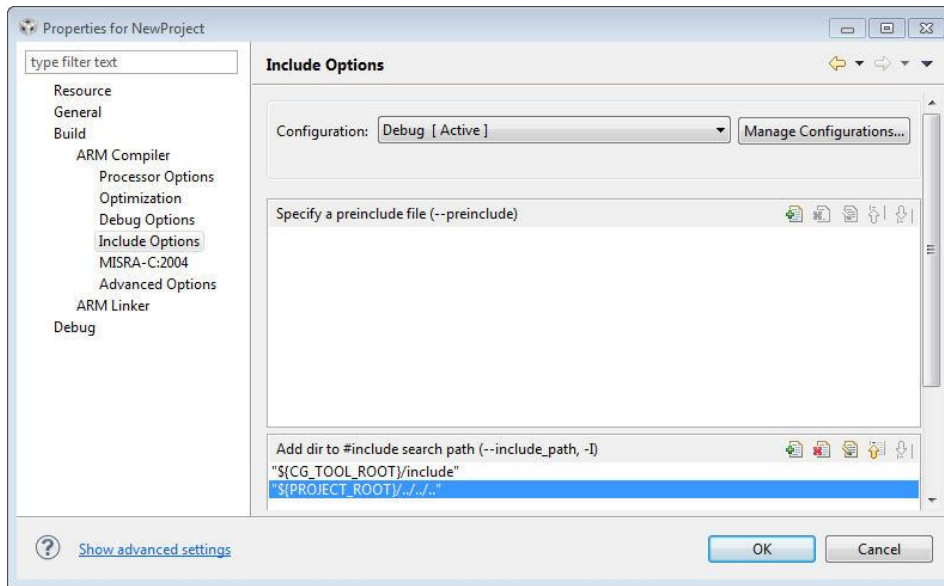 Properties for NewProject
type filter text
Resource
General
Build
ARM Compiler
Processor Options
Optimization
Debug Options
Include Options
MISRA-C:2004
Advanced Options
ARM Linker
Debug
Include Options
Configuration: Debug [ Active ] Manage Configurations...
Specify a preinclude file (--preinclude)
Add dir to #include search path (--include_path, -I)
"${CG_TOOL_ROOT}/include"
"${PROJECT_ROOT}/../../.."
Show advanced settings
OK Cancel